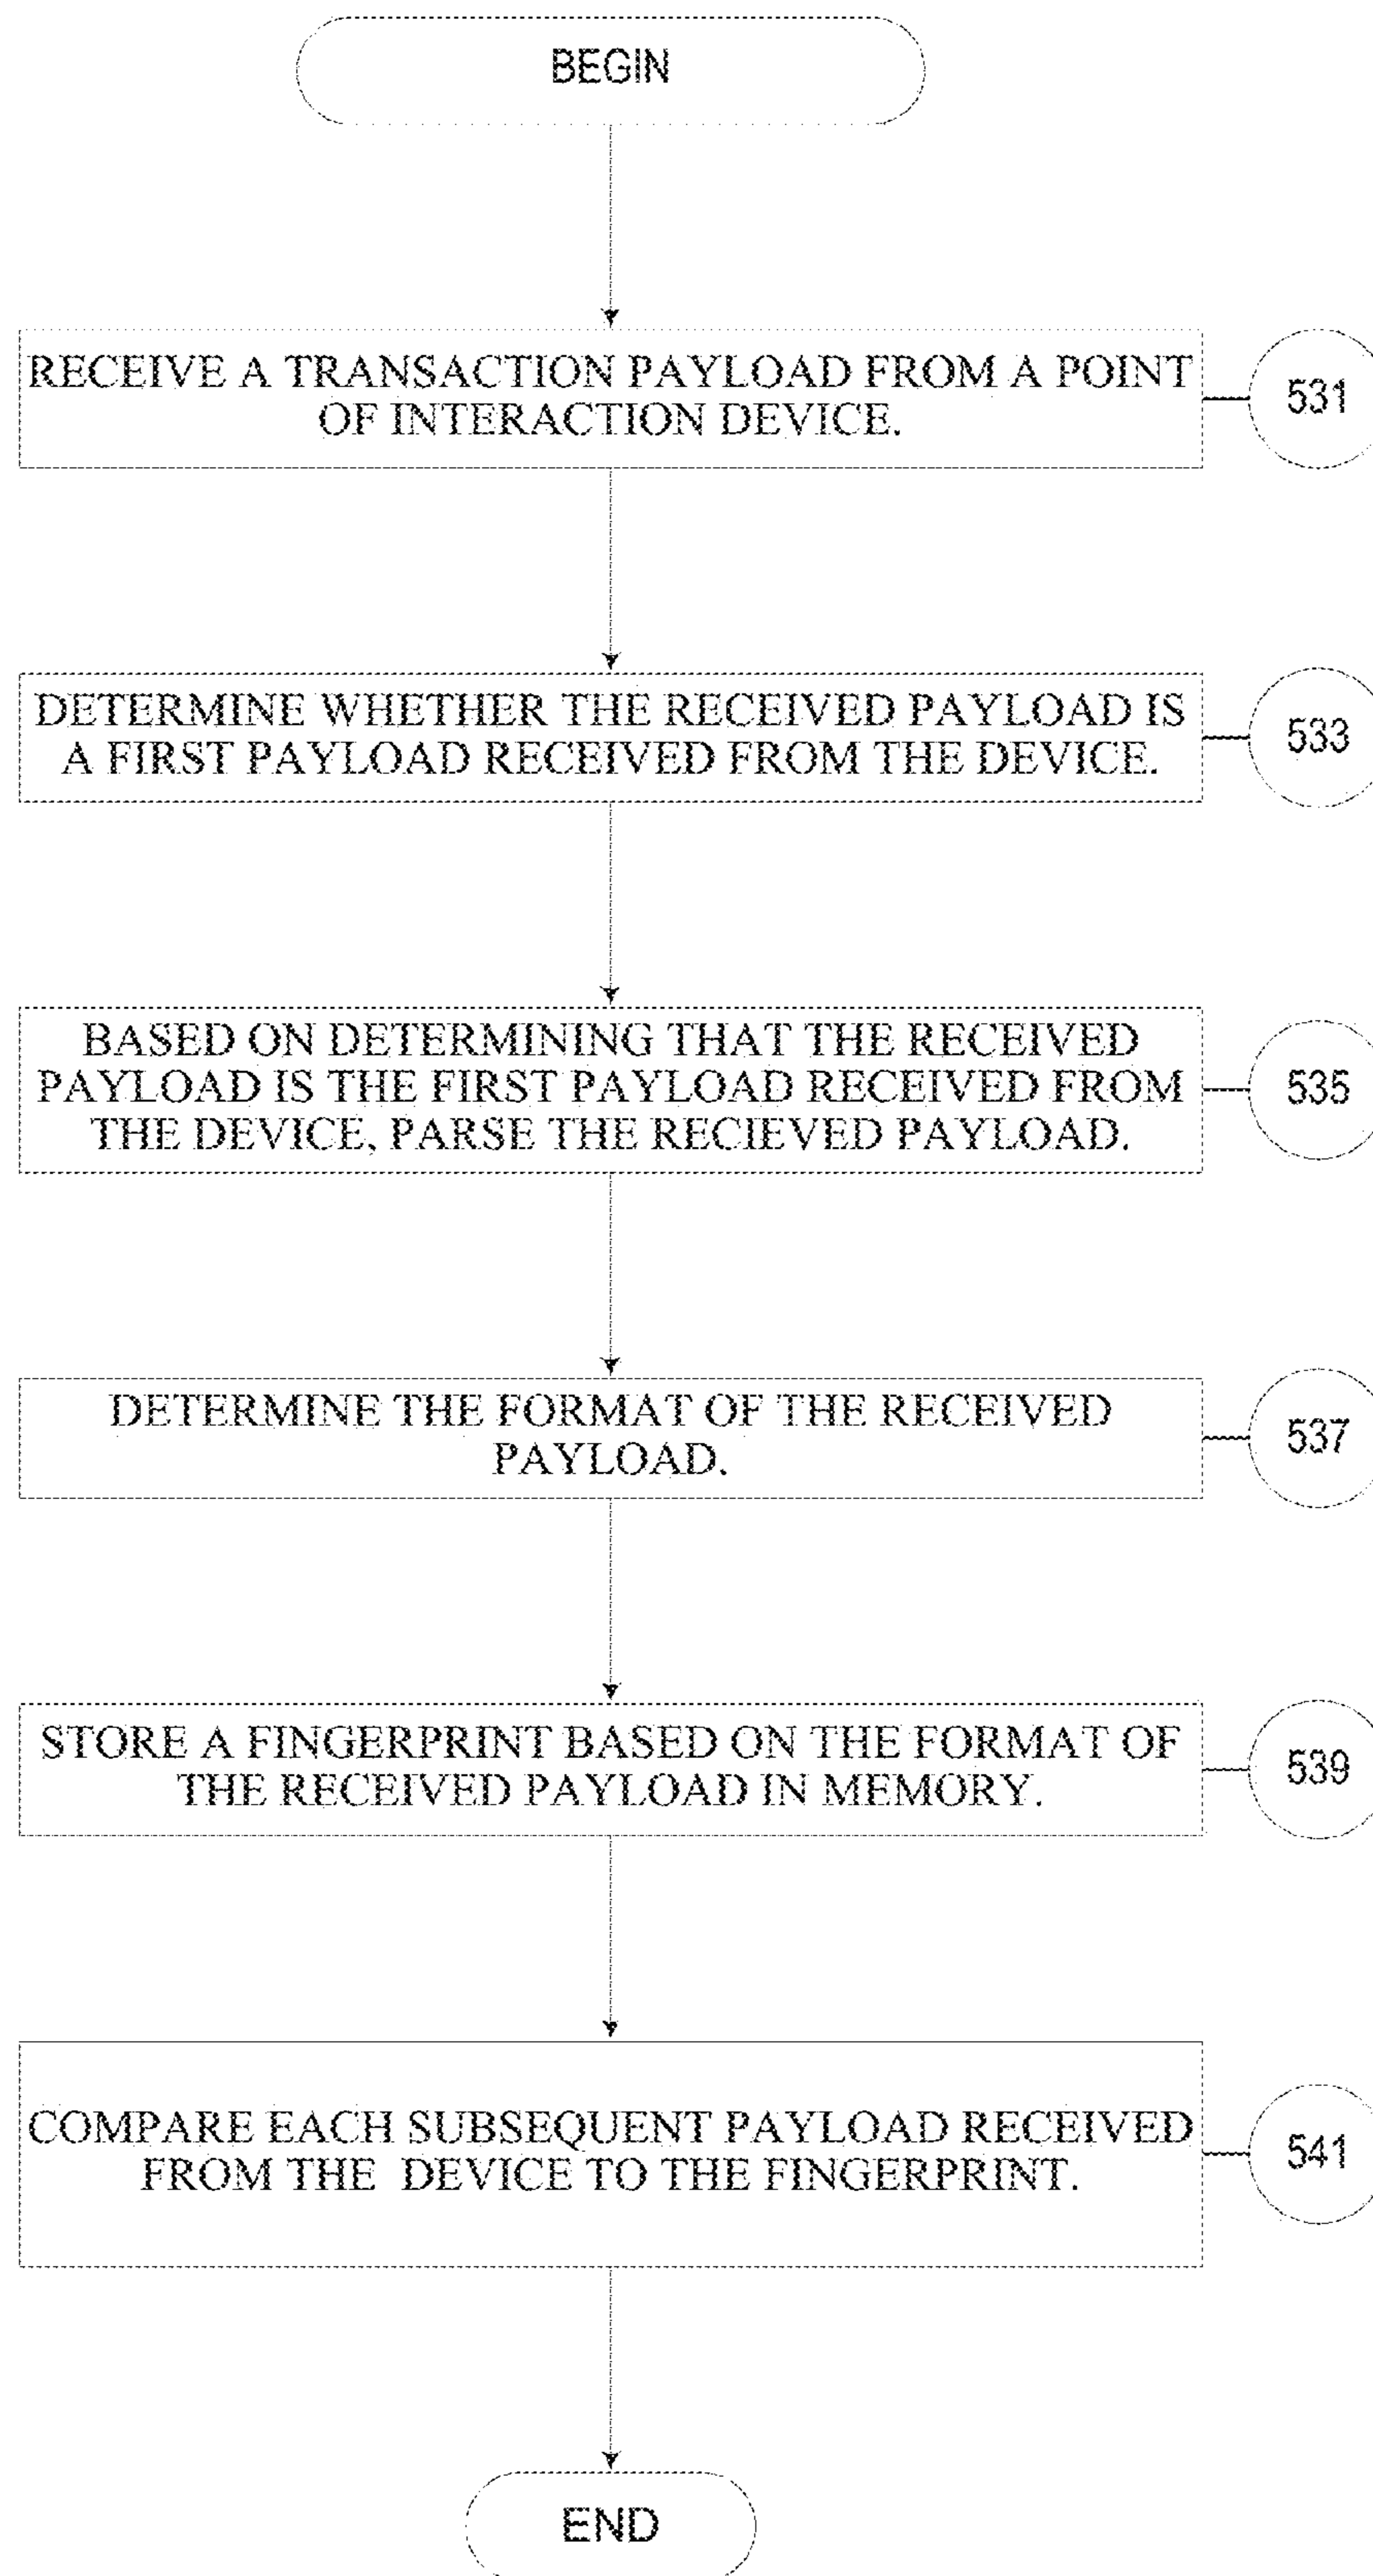 BEGIN
RECEIVE A TRANSACTION PAYLOAD FROM A POINT
OF INTERACTION DEVICE.
531
DETERMINE WHETHER THE RECEIVED PAYLOAD IS
A FIRST PAYLOAD RECEIVED FROM THE DEVICE.
533
BASED ON DETERMINING THAT THE RECEIVED
PAYLOAD IS THE FIRST PAYLOAD RECEIVED FROM
THE DEVICE, PARSE THE RECIEVED PAYLOAD.
535
DETERMINE THE FORMAT OF THE RECEIVED
PAYLOAD.
537
STORE A FINGERPRINT BASED ON THE FORMAT OF
THE RECEIVED PAYLOAD IN MEMORY.
539
COMPARE EACH SUBSEQUENT PAYLOAD RECEIVED
FROM THE DEVICE TO THE FINGERPRINT.
541
END